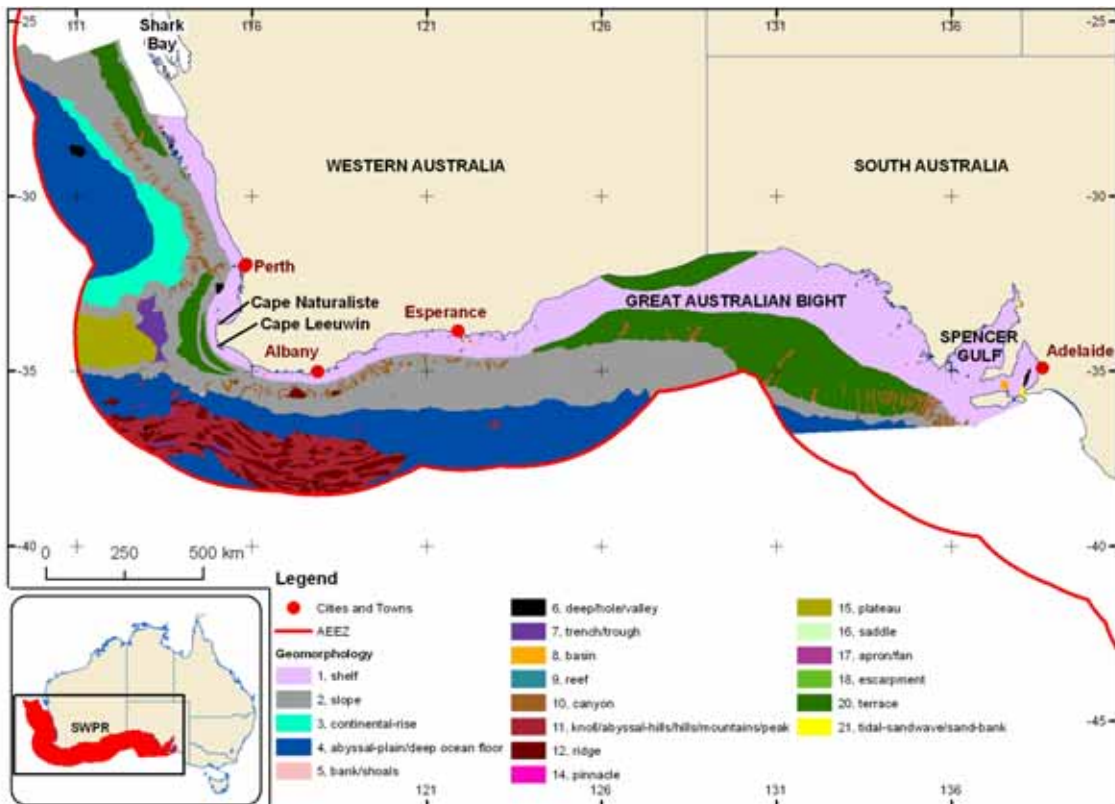 111
116
121
126
131
136
-25
-25
Shark
Bay
WESTERN AUSTRALIA
SOUTH AUSTRALIA
-30
-30
Perth
Cape Naturaliste
Cape Leeuwin
Esperance
Albany
GREAT AUSTRALIAN BIGHT
SPENCER
GULF
Adelaide
-35
-35
-40
-40
0 250 500 km
Legend
Cities and Towns
AEEZ
Geomorphology
1, shelf
2, slope
3, continental-rise
4, abyssal-plain/deep ocean floor
5, bank/shoals
6, deep/hole/valley
7, trench/trough
8, basin
9, reef
10, canyon
11, knoll/abyssal-hills/hills/mountains/peak
12, ridge
14, pinnacle
15, plateau
16, saddle
17, apron/fan
18, escarpment
20, terrace
21, tidal-sandwave/sand-bank
SWPR
-45
121
126
131
136